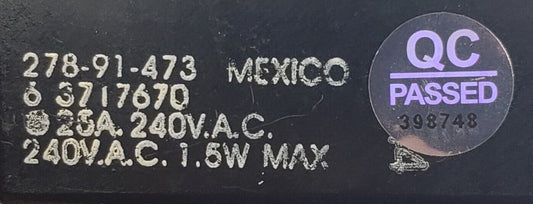 278-91-473 MEXICO
6 3717670
25A. 240V.A.C.
240V.A.C. 1.5W MAX
QC
PASSED
398748